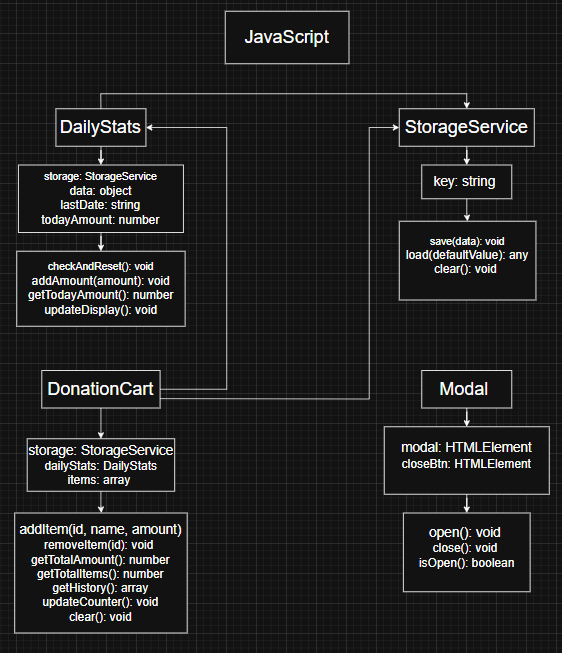 JavaScript
DailyStats
storage: StorageService
data: object
lastDate: string
todayAmount: number
checkAndReset(): void
addAmount(amount): void
getTodayAmount(): number
updateDisplay(): void
StorageService
key: string
save(data): void
load(defaultValue): any
clear(): void
DonationCart
storage: StorageService
dailyStats: DailyStats
items: array
addItem(id, name, amount)
removeItem(id): void
getTotalAmount(): number
getTotalItems(): number
getHistory(): array
updateCounter(): void
clear(): void
Modal
modal: HTMLElement
closeBtn: HTMLElement
open(): void
close(): void
isOpen(): boolean